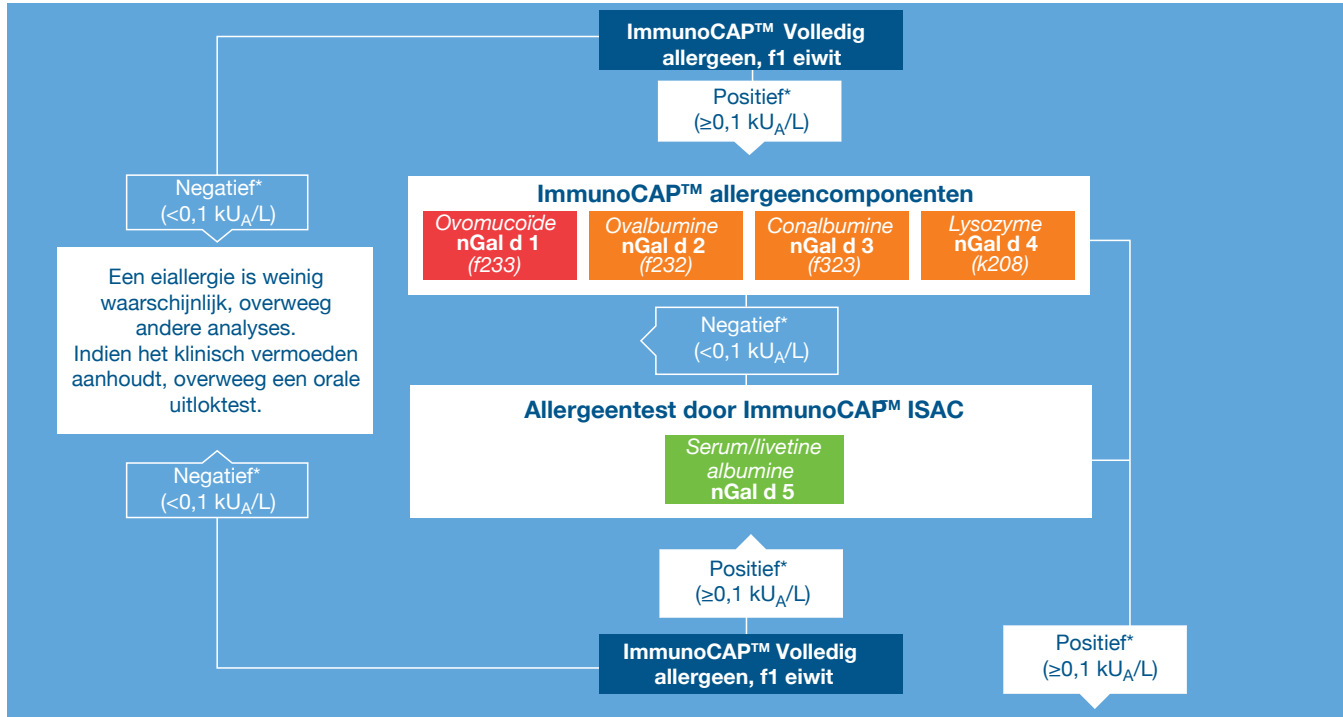 ImmunoCAP™ Volledig
allergeen, f1 eiwit
Positief*
(≥0,1 kUA/L)
Negatief*
(<0,1 kUA/L)
ImmunoCAP™ allergeencomponenten
Ovomucoïde
nGal d 1
(f233)
Ovalbumine
nGal d 2
(f232)
Conalbumine
nGal d 3
(f323)
Lysozyme
nGal d 4
(k208)
Een eiallergie is weinig
waarschijnlijk, overweeg
andere analyses.
Indien het klinisch vermoeden
aanhoudt, overweeg een orale
uitloktest.
Negatief*
(<0,1 kUA/L)
Allergeentest door ImmunoCAP™ ISAC
Serum/livetine
albumine
nGal d 5
Negatief*
(<0,1 kUA/L)
Positief*
(≥0,1 kUA/L)
ImmunoCAP™ Volledig
allergeen, f1 eiwit
Positief*
(≥0,1 kUA/L)